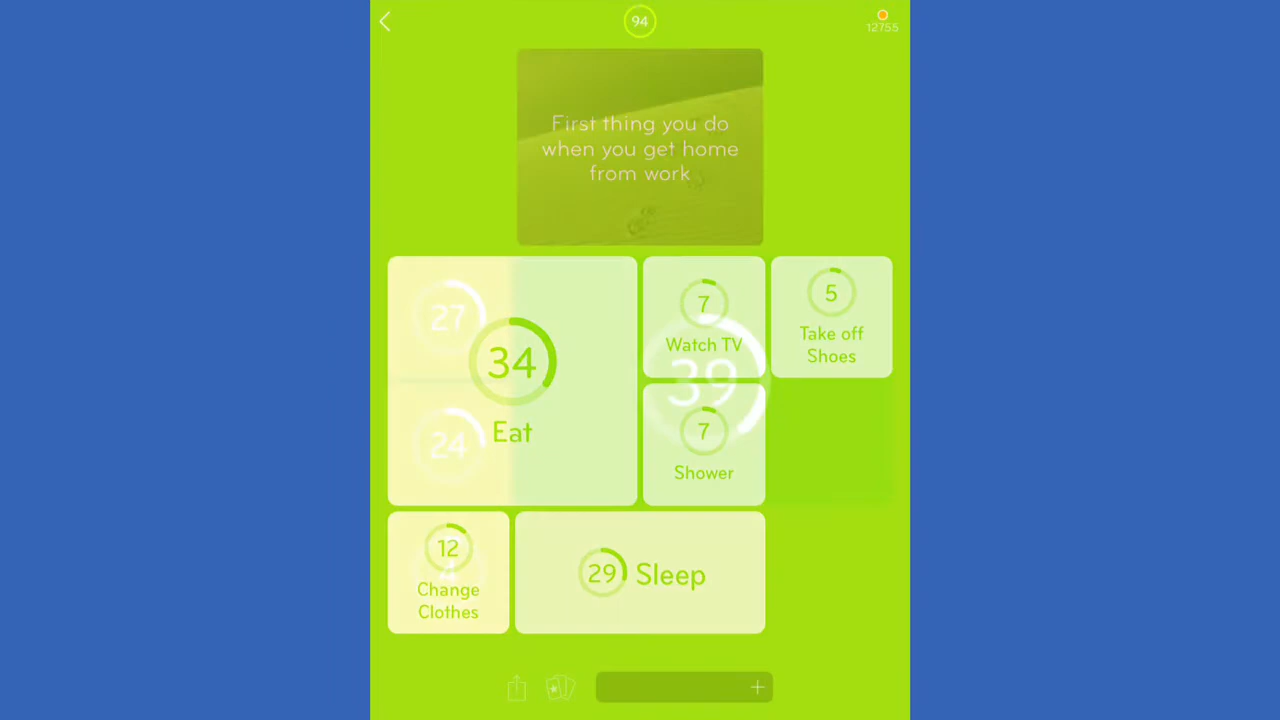 94
12755
First thing you do
when you get home
from work
27
34
Eat
24
7
Watch TV
39
7
Shower
5
Take off
Shoes
12
Change
Clothes
29 Sleep
+